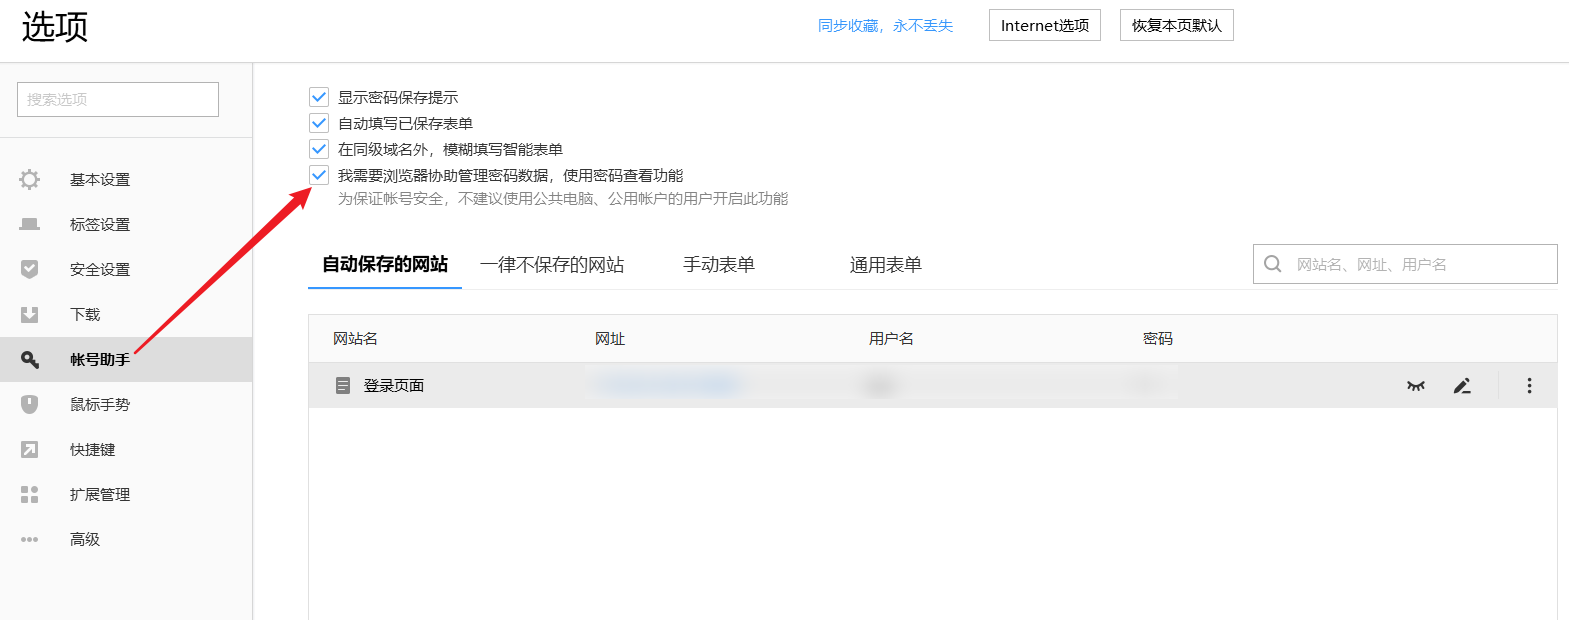 选项
同步收藏，永不丢失
Internet选项
恢复本页默认
搜索选项
基本设置
标签设置
安全设置
下载
帐号助手
鼠标手势
快捷键
扩展管理
高级
显示密码保存提示
自动填写已保存表单
在同级域名外，模糊填写智能表单
我需要浏览器协助管理密码数据，使用密码查看功能
为保证帐号安全，不建议使用公共电脑、公用帐户的用户开启此功能
自动保存的网站
一律不保存的网站
手动表单
通用表单
网站名、网址、用户名
网站名
网址
用户名
密码
登录页面